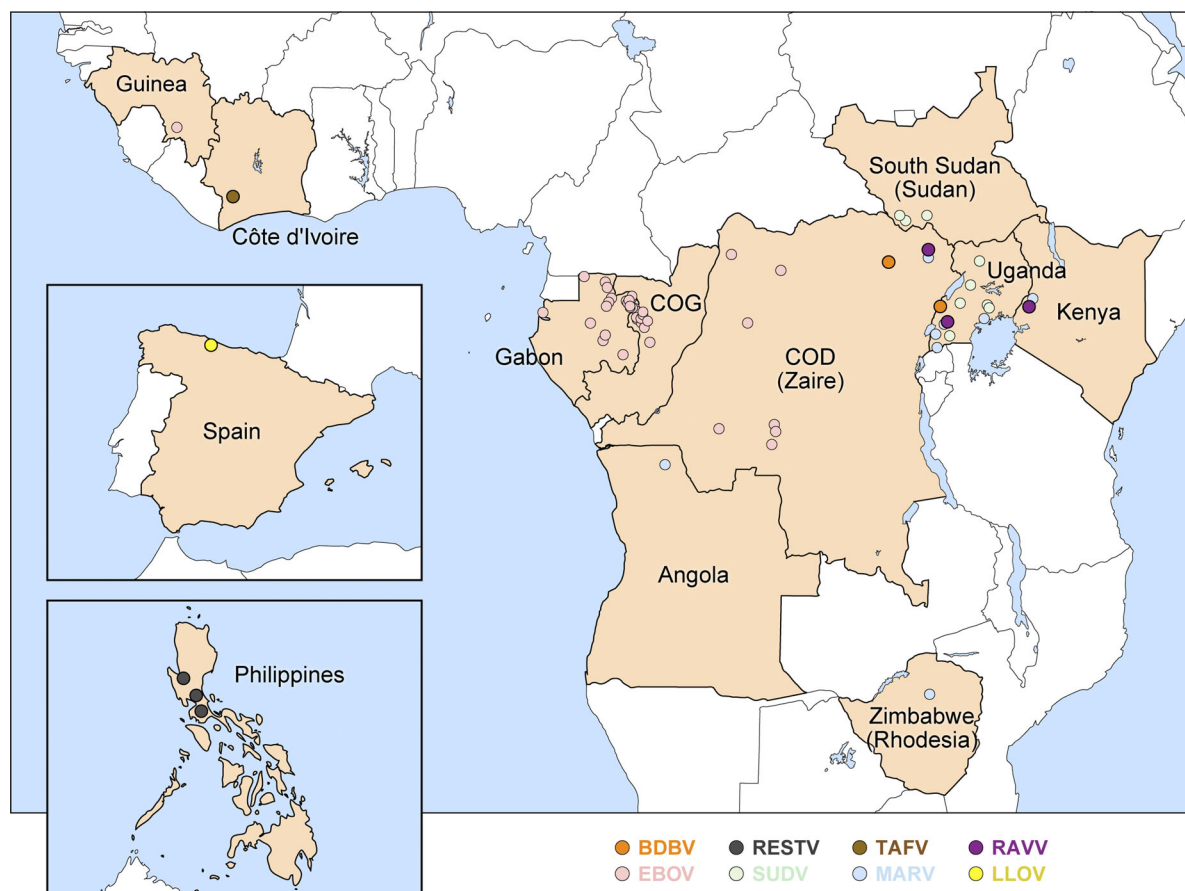 Guinea
Côte d'Ivoire
South Sudan
(Sudan)
Uganda
Kenya
COG
Gabon
COD
(Zaire)
Angola
Zimbabwe
(Rhodesia)
Spain
Philippines
BDBV RESTV TAFV RAVV
EBOV SUDV MARV LLOV